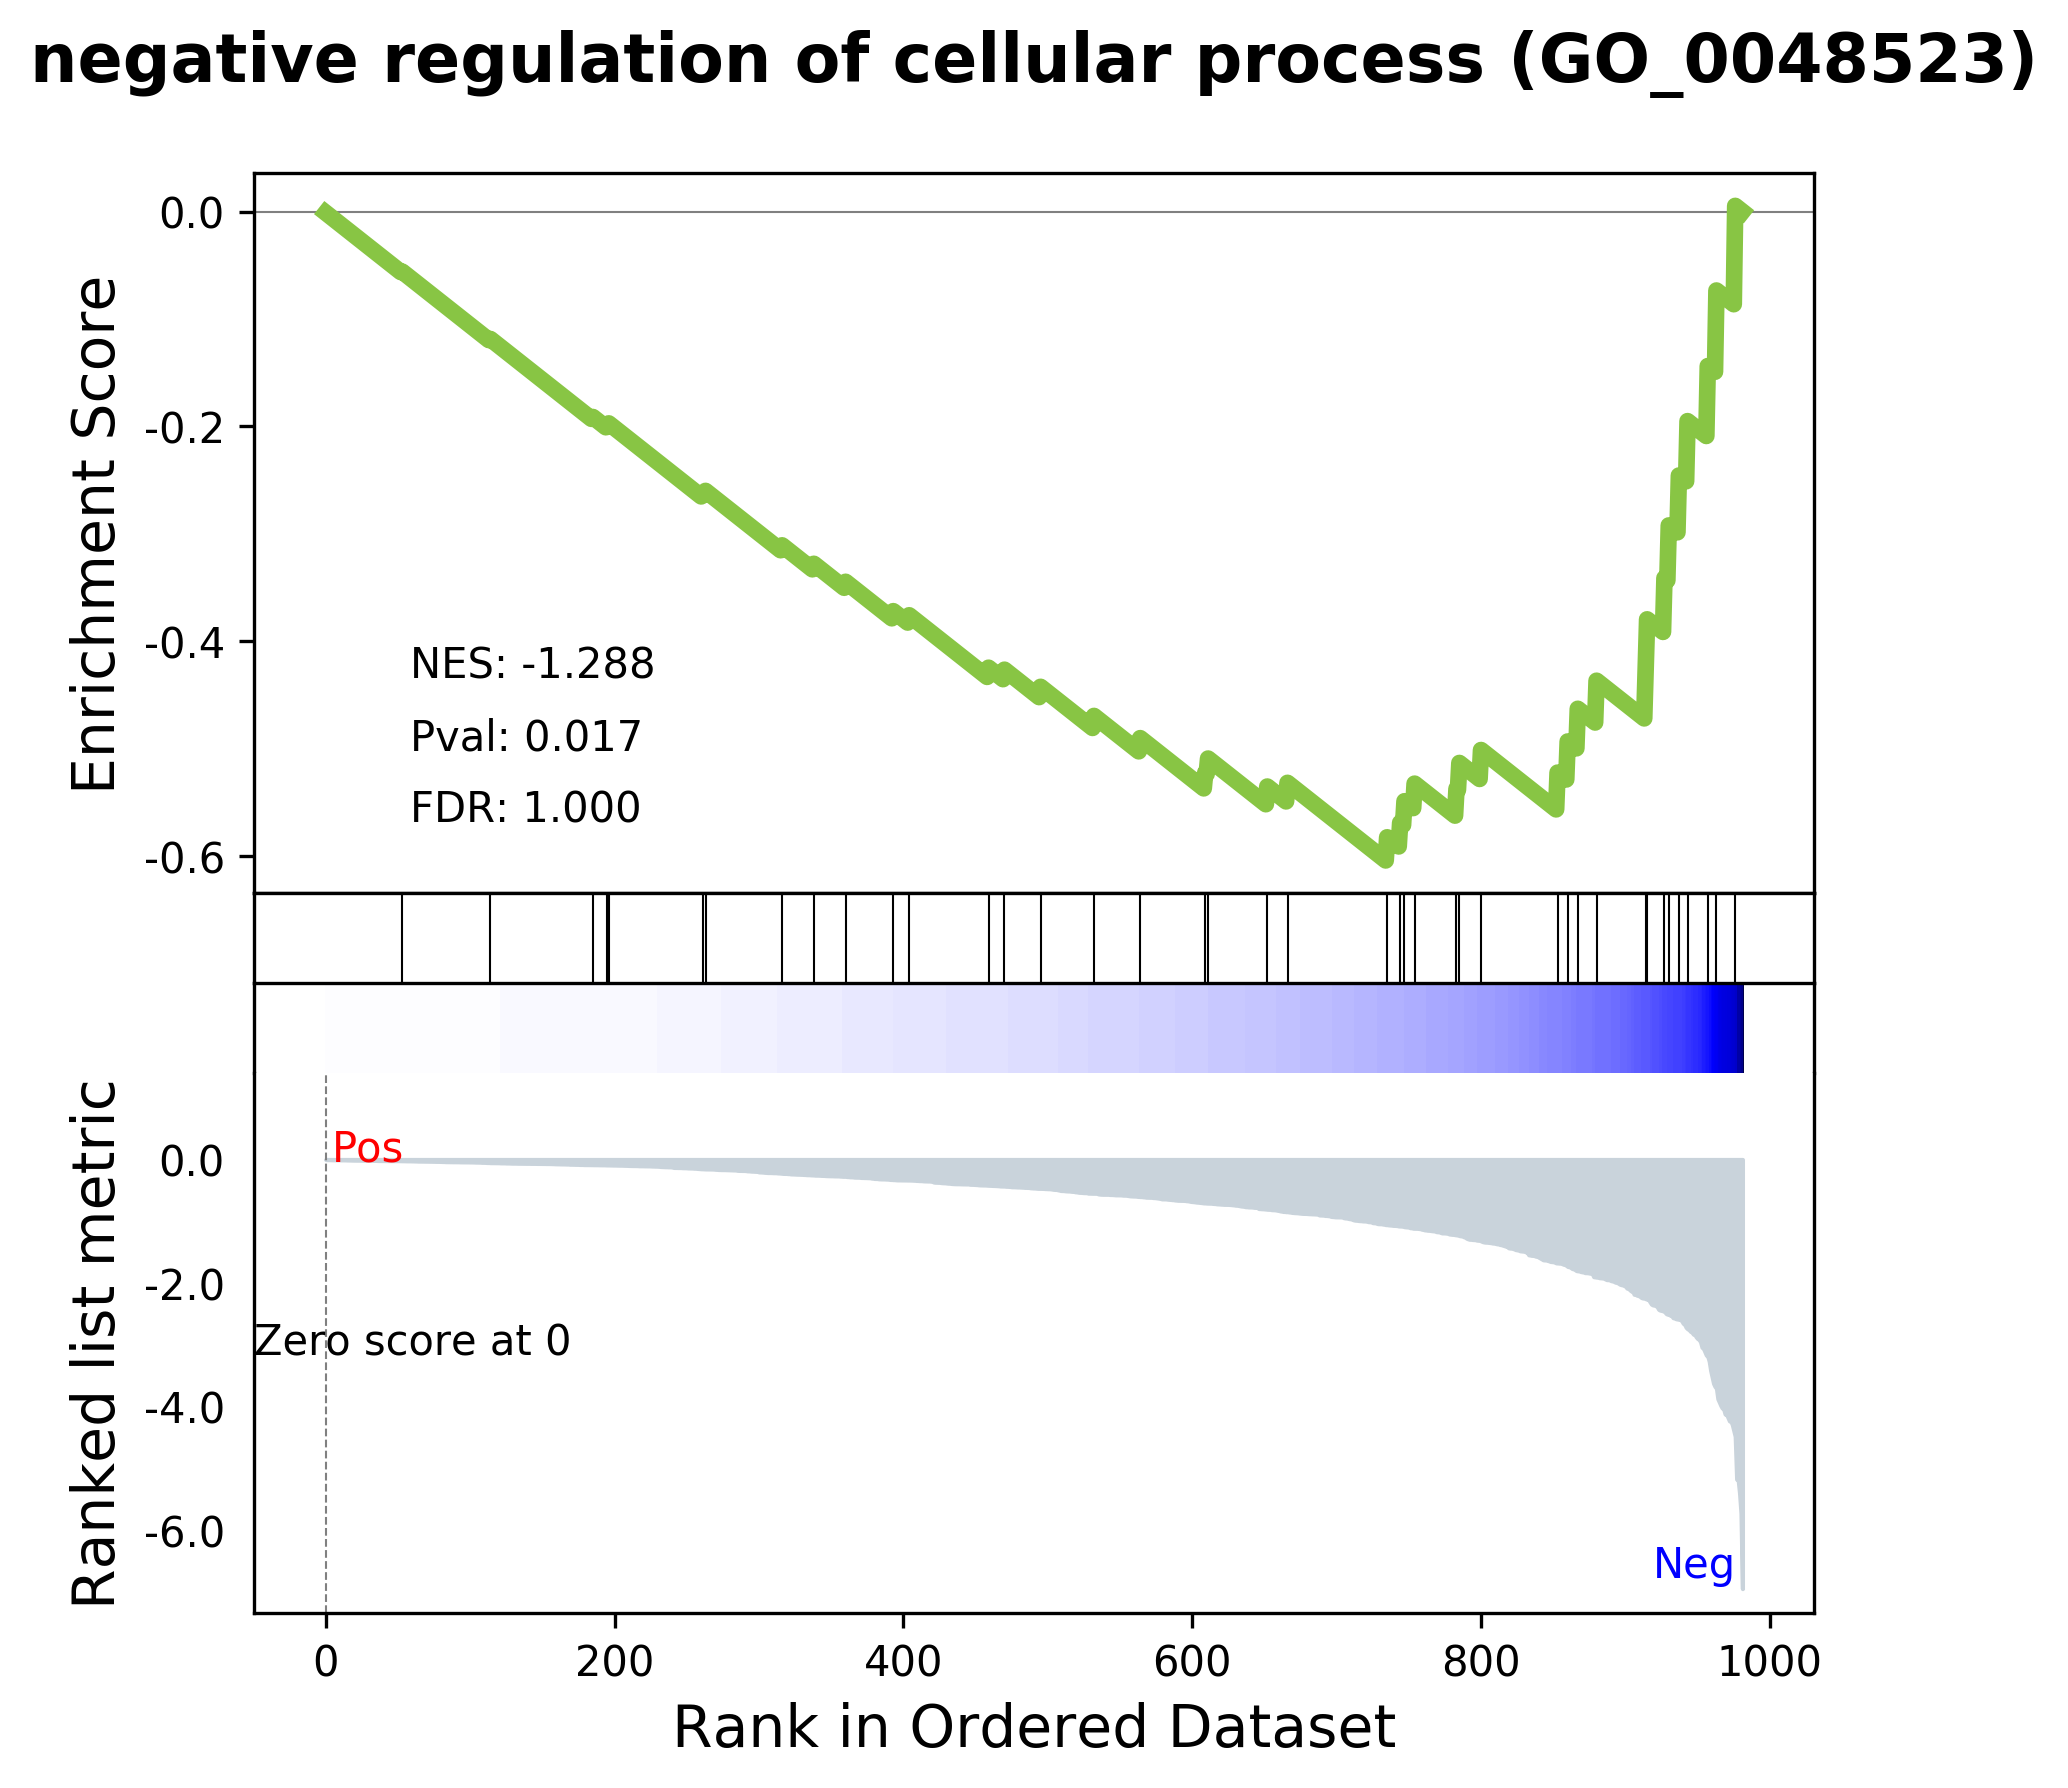 negative regulation of cellular process (GO_0048523)
Enrichment Score
0.0
-0.2
-0.4
-0.6
NES: -1.288
Pval: 0.017
FDR: 1.000
Ranked list metric
0.0
-2.0
-4.0
-6.0
Pos
Zero score at 0
Neg
0 200 400 600 800 1000
Rank in Ordered Dataset